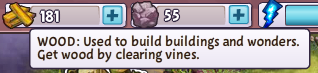 181 55
WOOD: Used to build buildings and wonders.
Get wood by clearing vines.